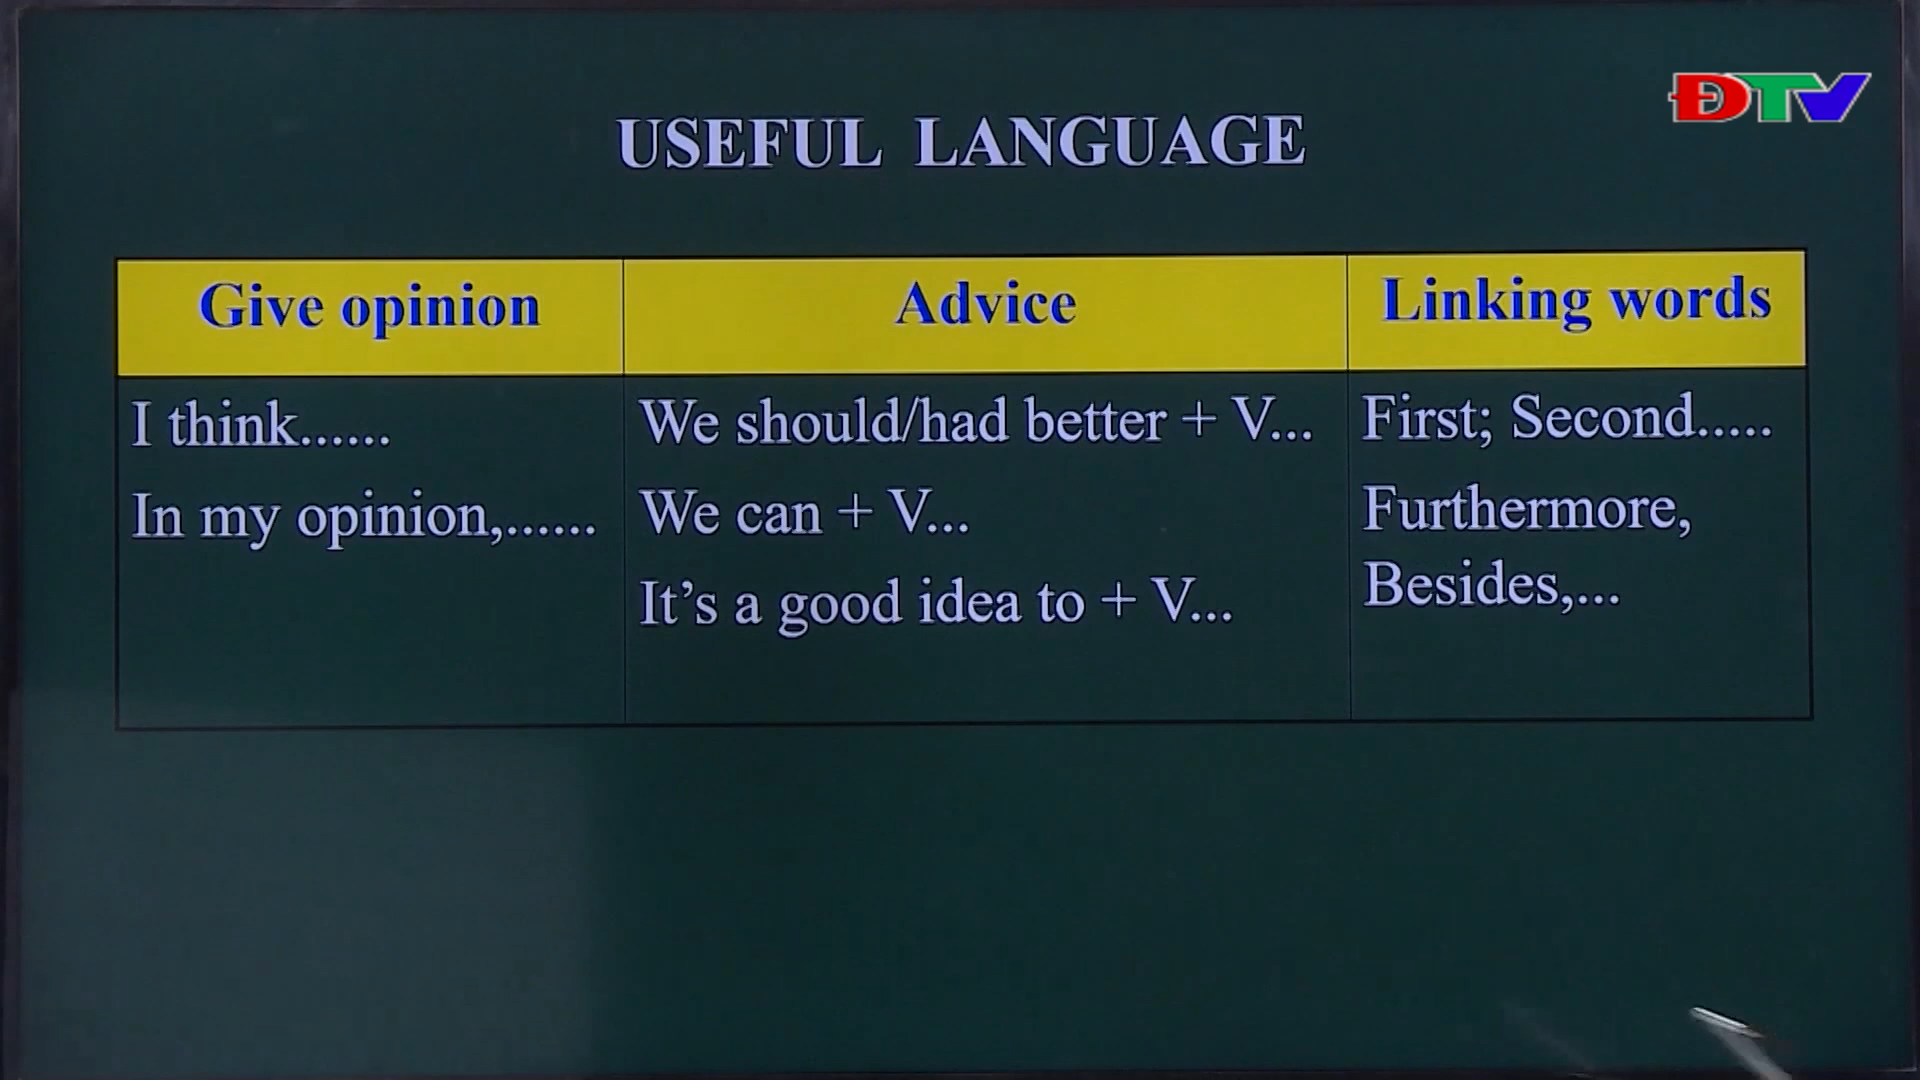 ĐTV
USEFUL LANGUAGE
Give opinion
Advice
Linking words
I think......
In my opinion,......
We should/had better + V...
We can + V...
It's a good idea to + V...
First; Second.....
Furthermore,
Besides,...